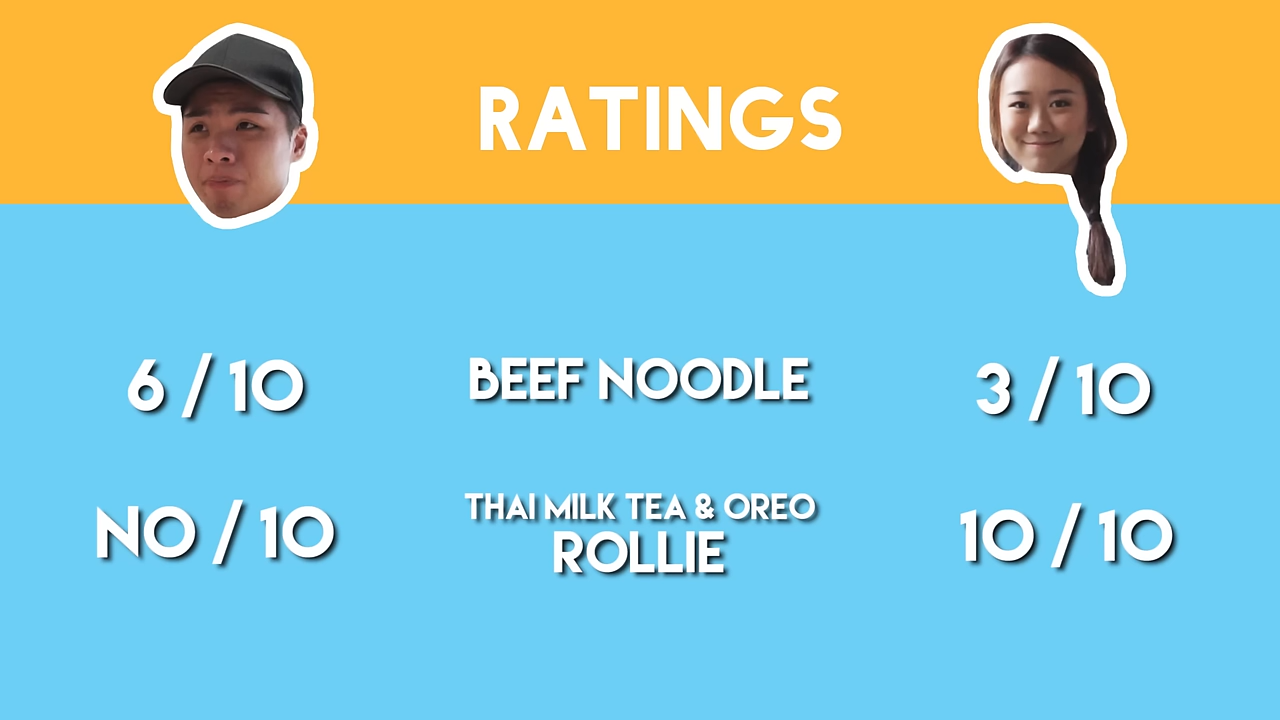 RATINGS
6 / 10 BEEF NOODLE 3 / 10
THAI MILK TEA & OREO
NO / 10 ROLLIE 10 / 10